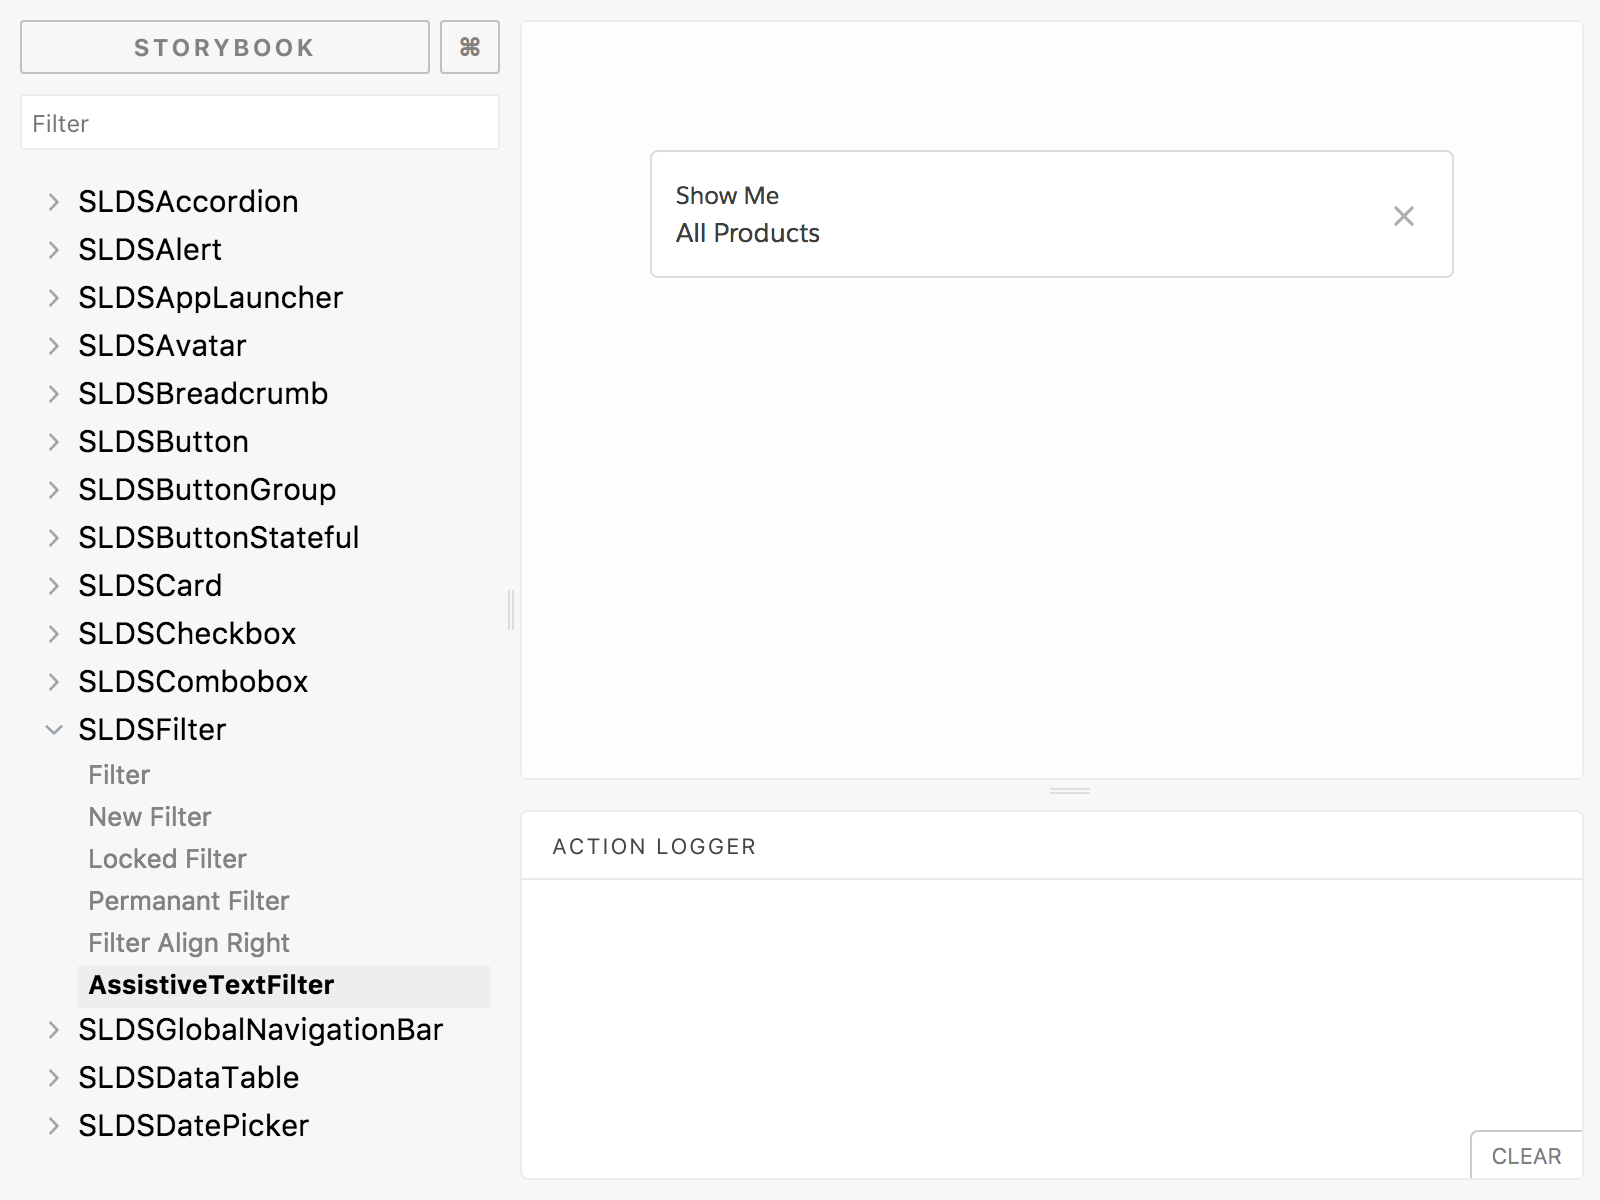 STORYBOOK
⌘
Filter
SLDSAccordion
SLDSAlert
SLDSAppLauncher
SLDSAvatar
SLDSBreadcrumb
SLDSButton
SLDSButtonGroup
SLDSButtonStateful
SLDSCard
SLDSCheckbox
SLDSCombobox
SLDSFilter
Filter
New Filter
Locked Filter
Permanant Filter
Filter Align Right
AssistiveTextFilter
SLDSGlobalNavigationBar
SLDSDataTable
SLDSDatePicker
Show Me
All Products
ACTION LOGGER
CLEAR